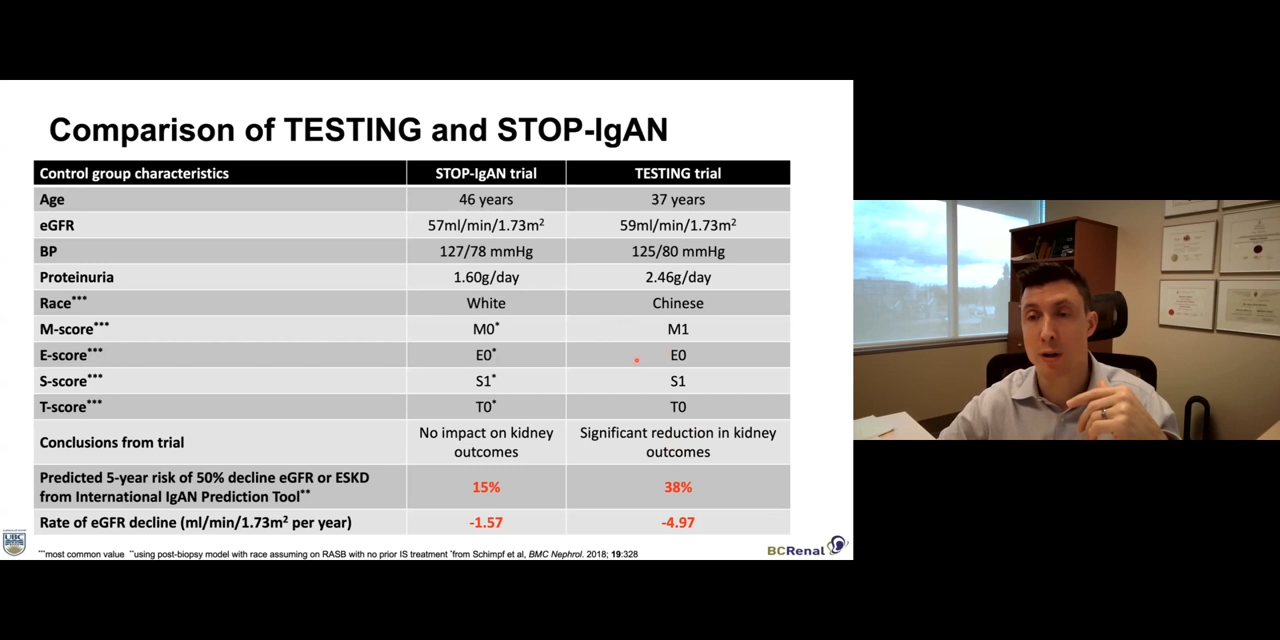 Comparison of TESTING and STOP-IgAN
Control group characteristics STOP-IgAN trial TESTING trial
Age 46 years 37 years
eGFR 57ml/min/1.73m² 59ml/min/1.73m²
BP 127/78 mmHg 125/80 mmHg
Proteinuria 1.60g/day 2.46g/day
Race*** White Chinese
M-score*** M0* M1
E-score*** E0* E0
S-score*** S1* S1
T-score*** T0* T0
Conclusions from trial No impact on kidney outcomes Significant reduction in kidney outcomes
Predicted 5-year risk of 50% decline eGFR or ESKD
from International IgAN Prediction Tool** 15% 38%
Rate of eGFR decline (ml/min/1.73m² per year) -1.57 -4.97
UBC
***most common value **using post-biopsy model with race assuming on RASB with no prior IS treatment *from Schimpf et al, BMC Nephrol. 2018; 19:328
BCRenal